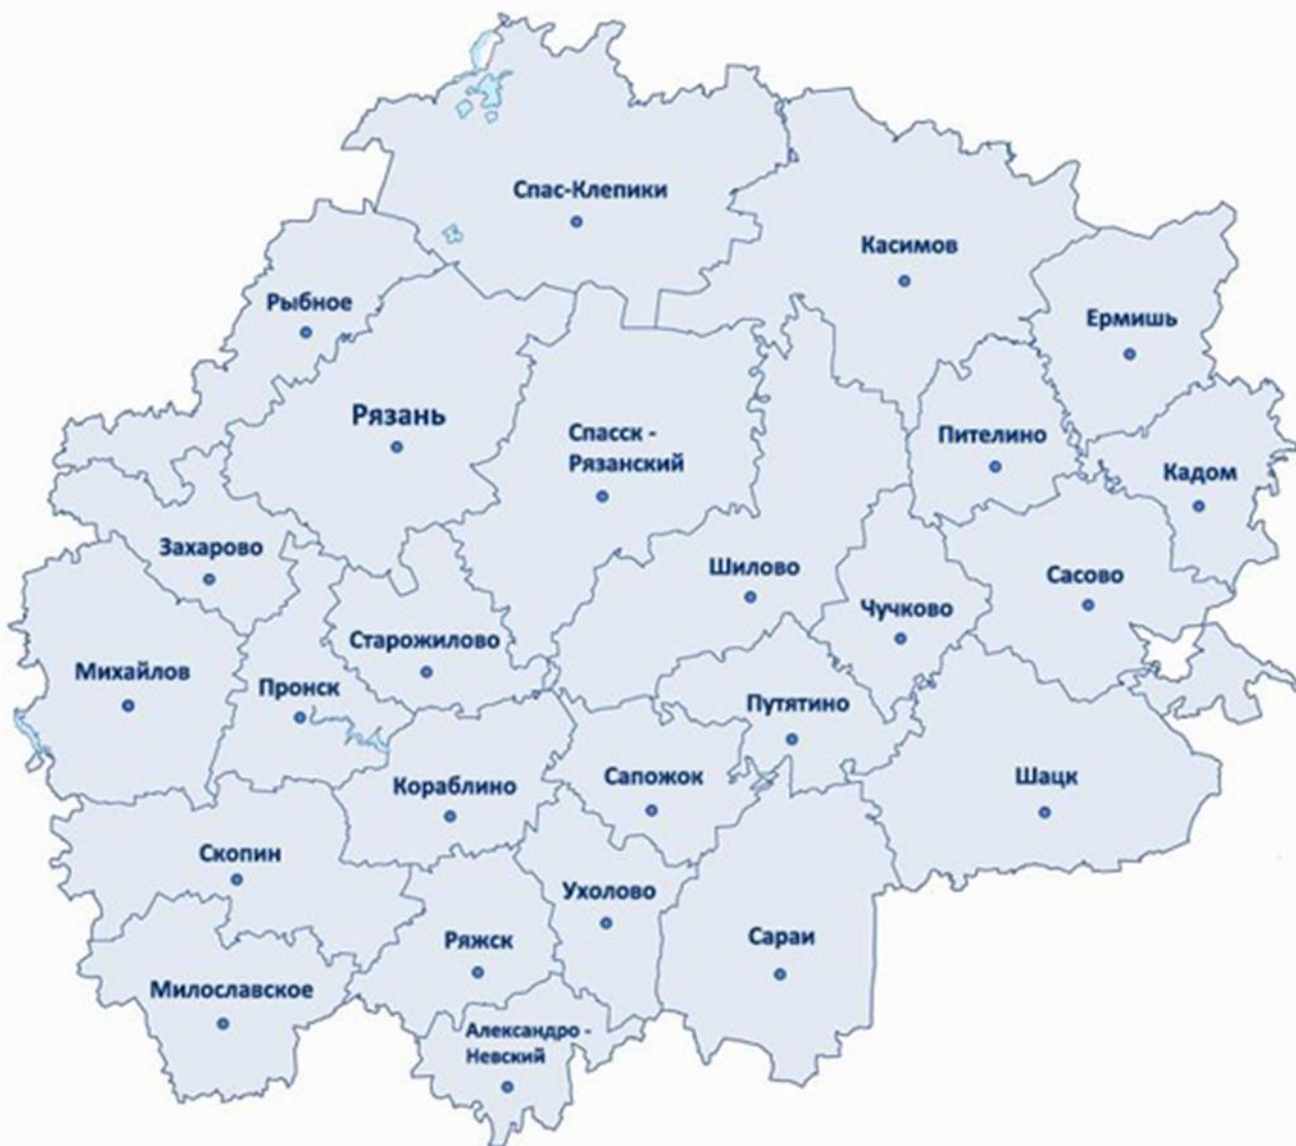 Спас-Клепики
Касимов
Рыбное
Ермишь
Рязань
Спасск -
Рязанский
Пителино
Кадом
Захарово
Шилово
Сасово
Чучково
Старожилово
Михайлов
Пронск
Путятино
Кораблино
Сапожок
Шацк
Скопин
Ухолово
Ряжск
Сараи
Милославское
Александро -
Невский